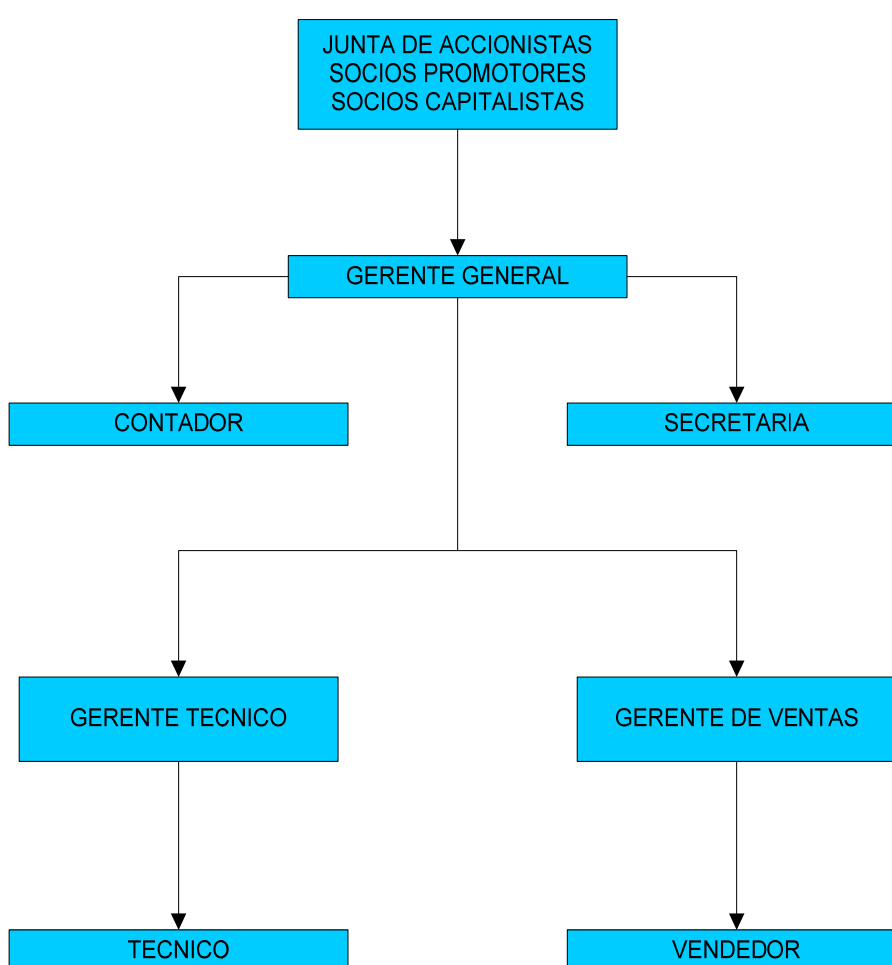 JUNTA DE ACCIONISTAS
SOCIOS PROMOTORES
SOCIOS CAPITALISTAS
GERENTE GENERAL
CONTADOR
SECRETARIA
GERENTE TECNICO
GERENTE DE VENTAS
TECNICO
VENDEDOR